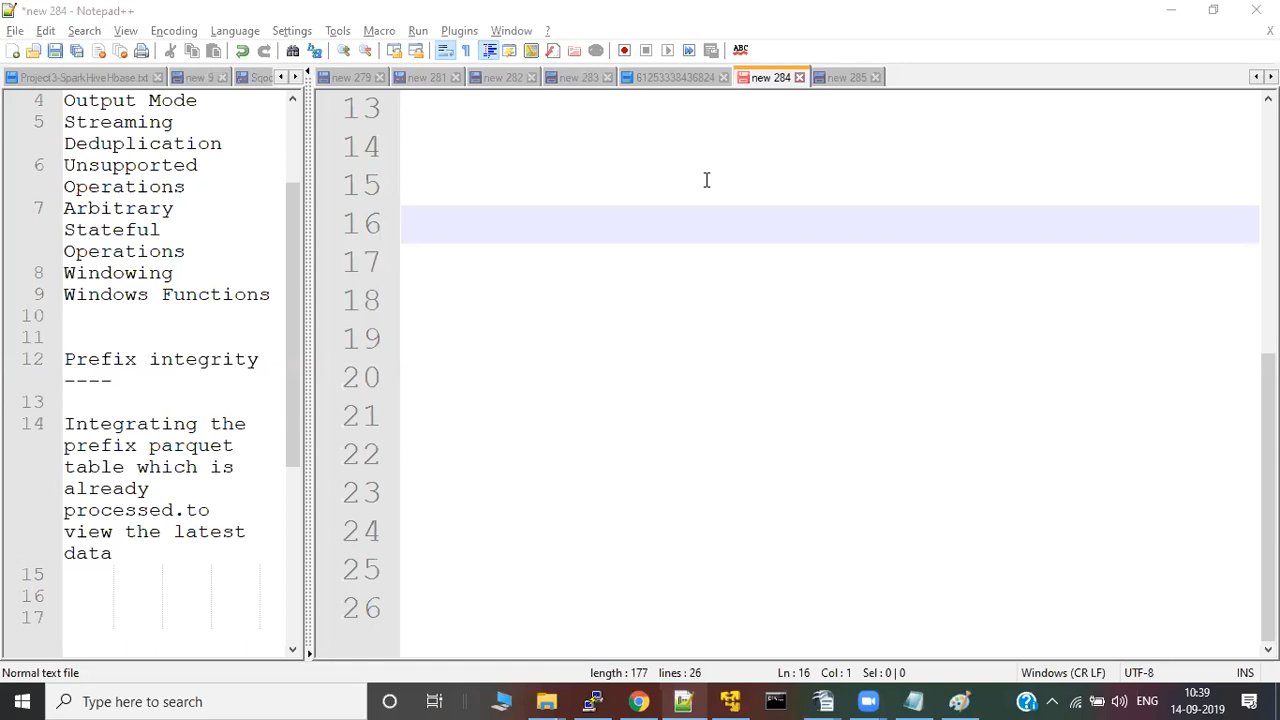 *new 284 - Notepad++
File Edit Search View Encoding Language Settings Tools Macro Run Plugins Window ? X
Project3-SparkHiveHbase.txt new 9 new 279 new 281 new 282 new 283 61253338436824 new 284 new 285
4 Output Mode
5 Streaming
Deduplication
6 Unsupported
Operations
7 Arbitrary
Stateful
Operations
8 Windowing
9 Windows Functions
10
11
12 Prefix integrity
----
13
14 Integrating the
prefix parquet
table which is
already
processed.to
view the latest
data
15
16
17
13
14
15
16
17
18
19
20
21
22
23
24
25
26
Normal text file length : 177 lines : 26 Ln : 16 Col : 1 Sel : 0 | 0 Windows (CR LF) UTF-8 INS
Type here to search ENG 10:39
14-09-2019